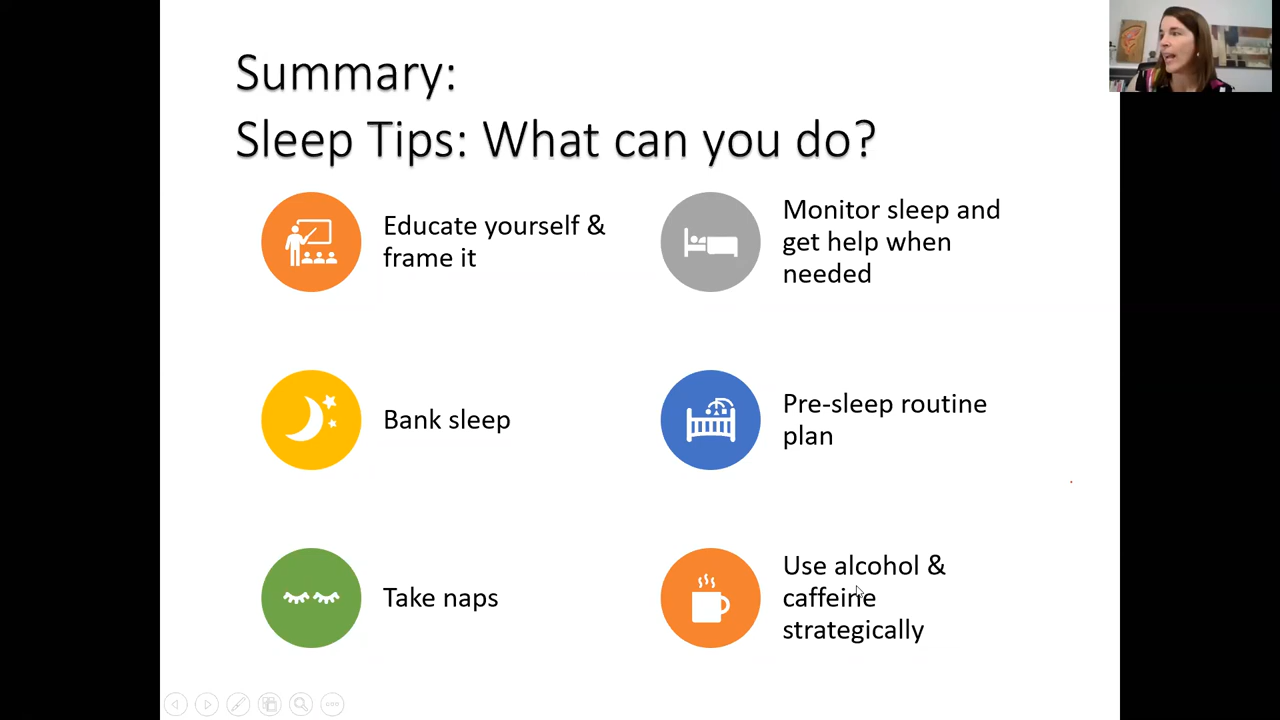 Summary:
Sleep Tips: What can you do?
Educate yourself &
frame it
Monitor sleep and
get help when
needed
Bank sleep
Pre-sleep routine
plan
Take naps
Use alcohol &
caffeine
strategically